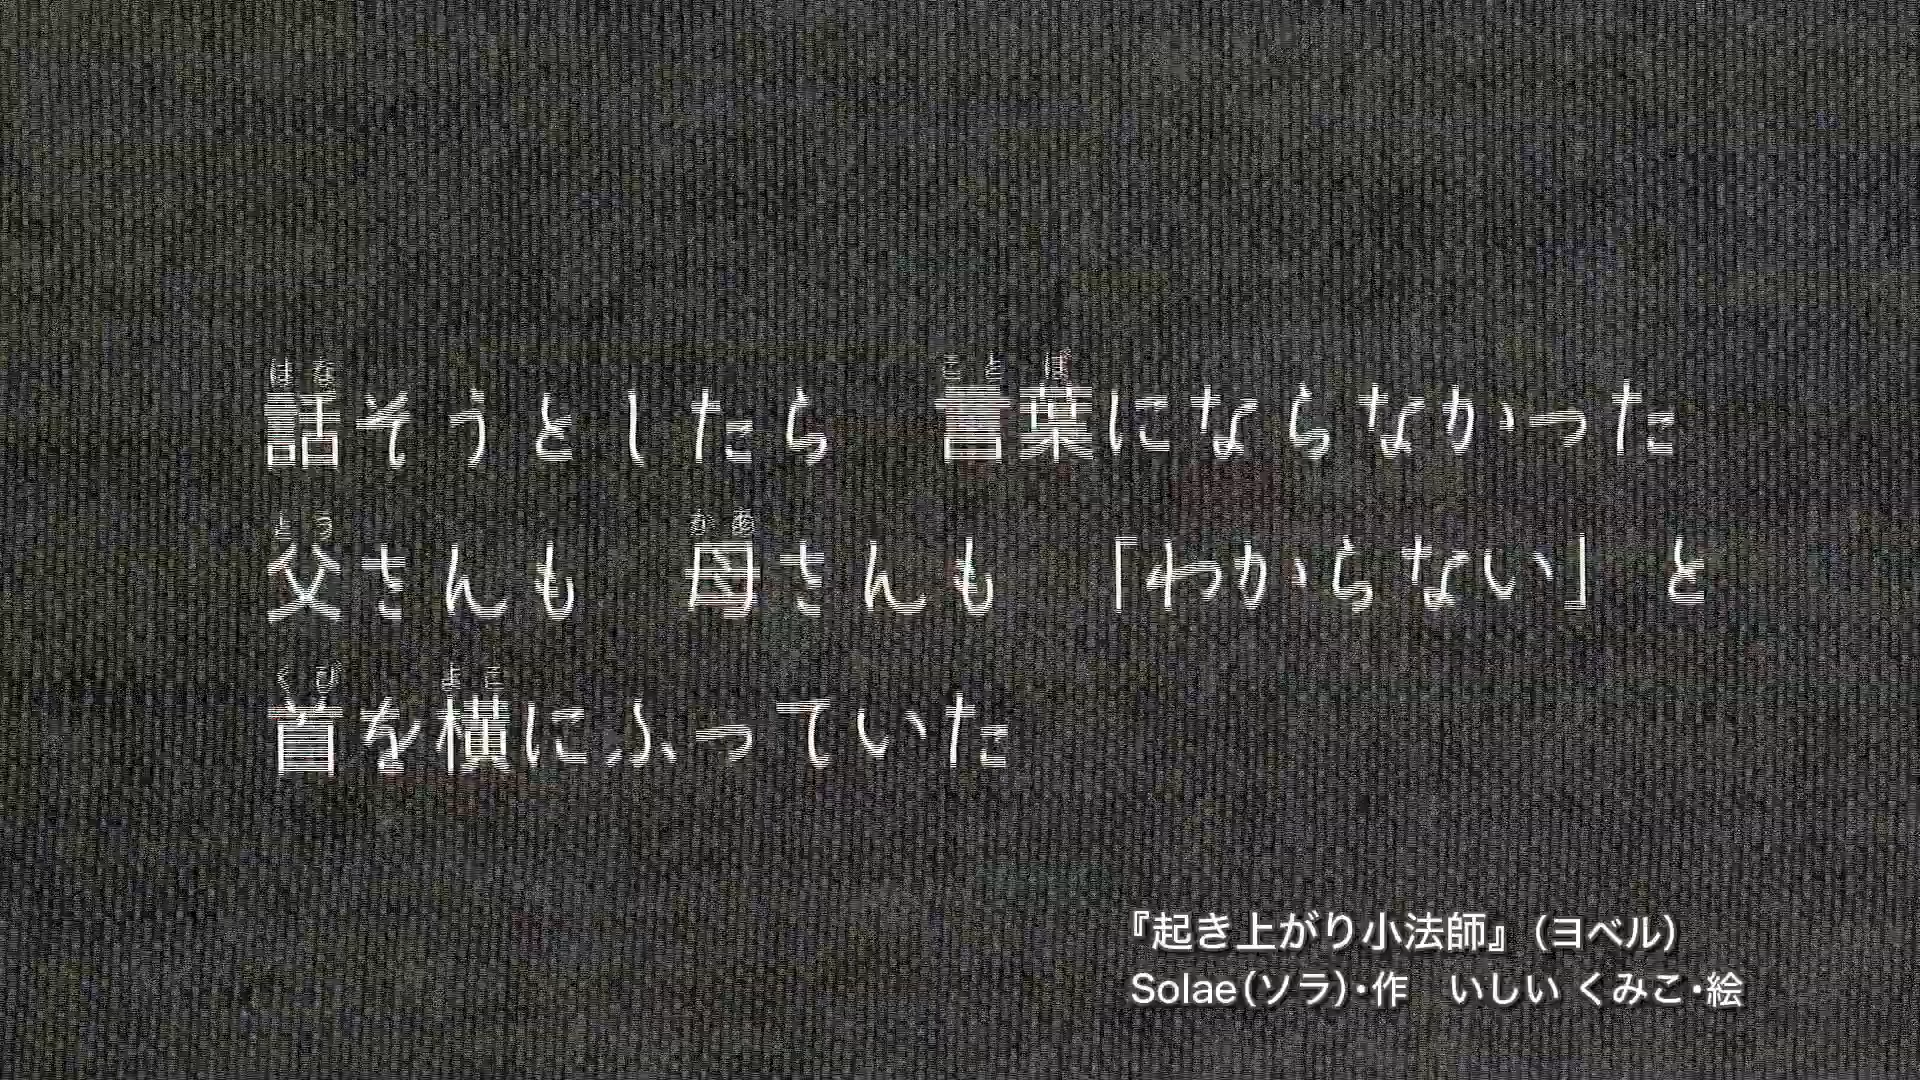 話そうとしたら　言葉にならなかった
父さんも　母さんも　「わからない」と
首を横にふっていた
『起き上がり小法師』（ヨベル）
Solae（ソラ）・作　いしい くみこ・絵